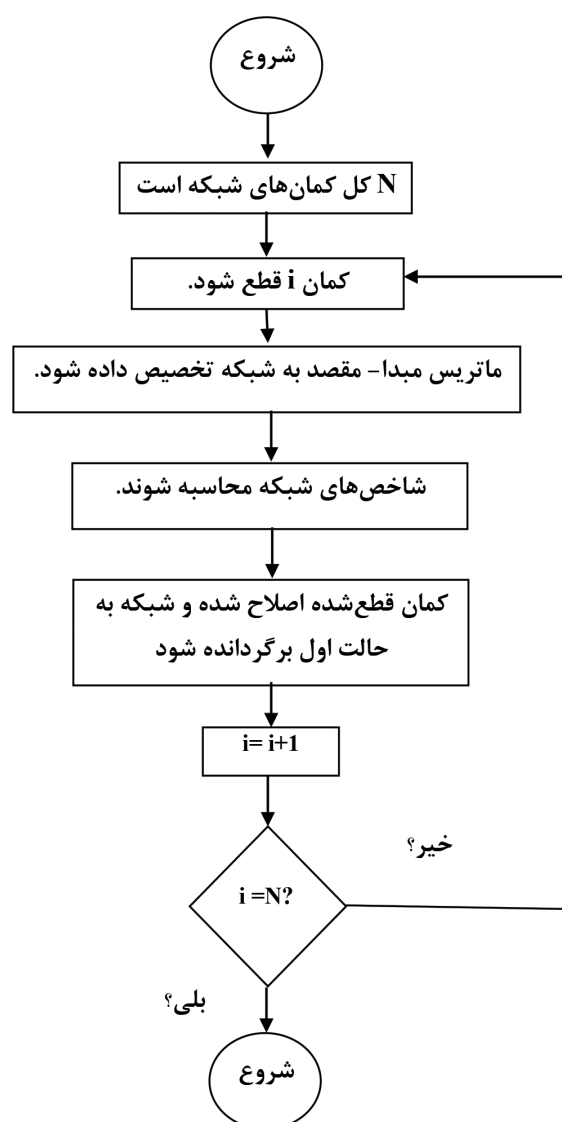 شروع
N کل کمان‌های شبکه است
کمان i قطع شود.
ماتریس مبدا- مقصد به شبکه تخصیص داده شود.
شاخص‌های شبکه محاسبه شوند.
کمان قطع‌شده اصلاح شده و شبکه به
حالت اول برگردانده شود
i= i+1
خیر؟
i =N?
بلی؟
شروع